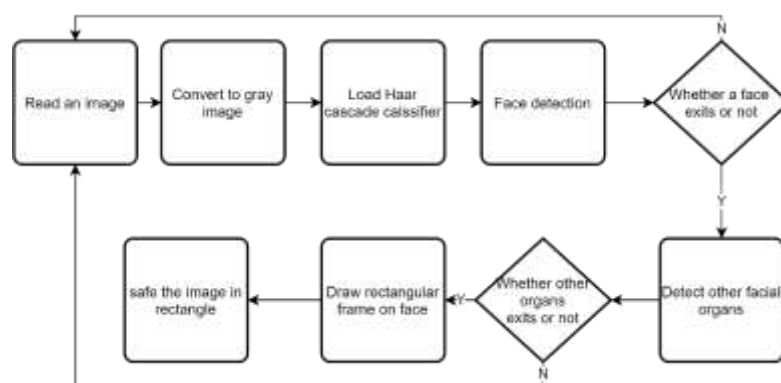 N
Read an image
Convert to gray
image
Load Haar
cascade caissifier
Face detection
Whether a face
exits or not
Y
Detect other facial
organs
Whether other
organs
exits or not
Y
N
Draw rectangular
frame on face
safe the image in
rectangle